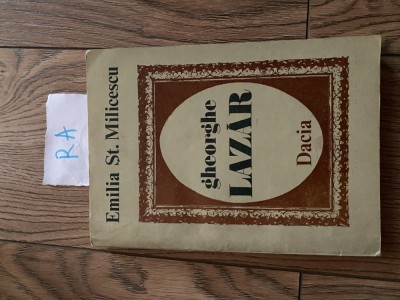 Emilia St. Milicescu
gheorghe
LAZĂR
Dacia
RA